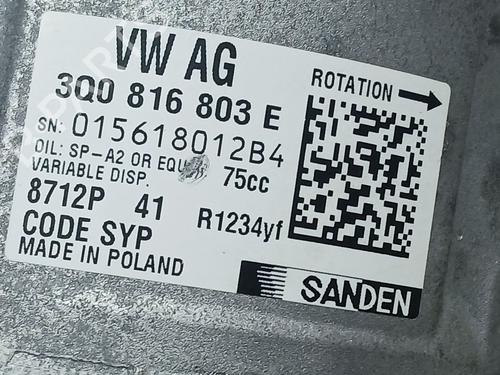 VW AG
ROTATION
3Q0 816 803 E
SN: 015618012B4
OIL: SP-A2 OR EQU
75cc
VARIABLE DISP.
8712P 41 R1234yf
CODE SYP
MADE IN POLAND
SANDEN